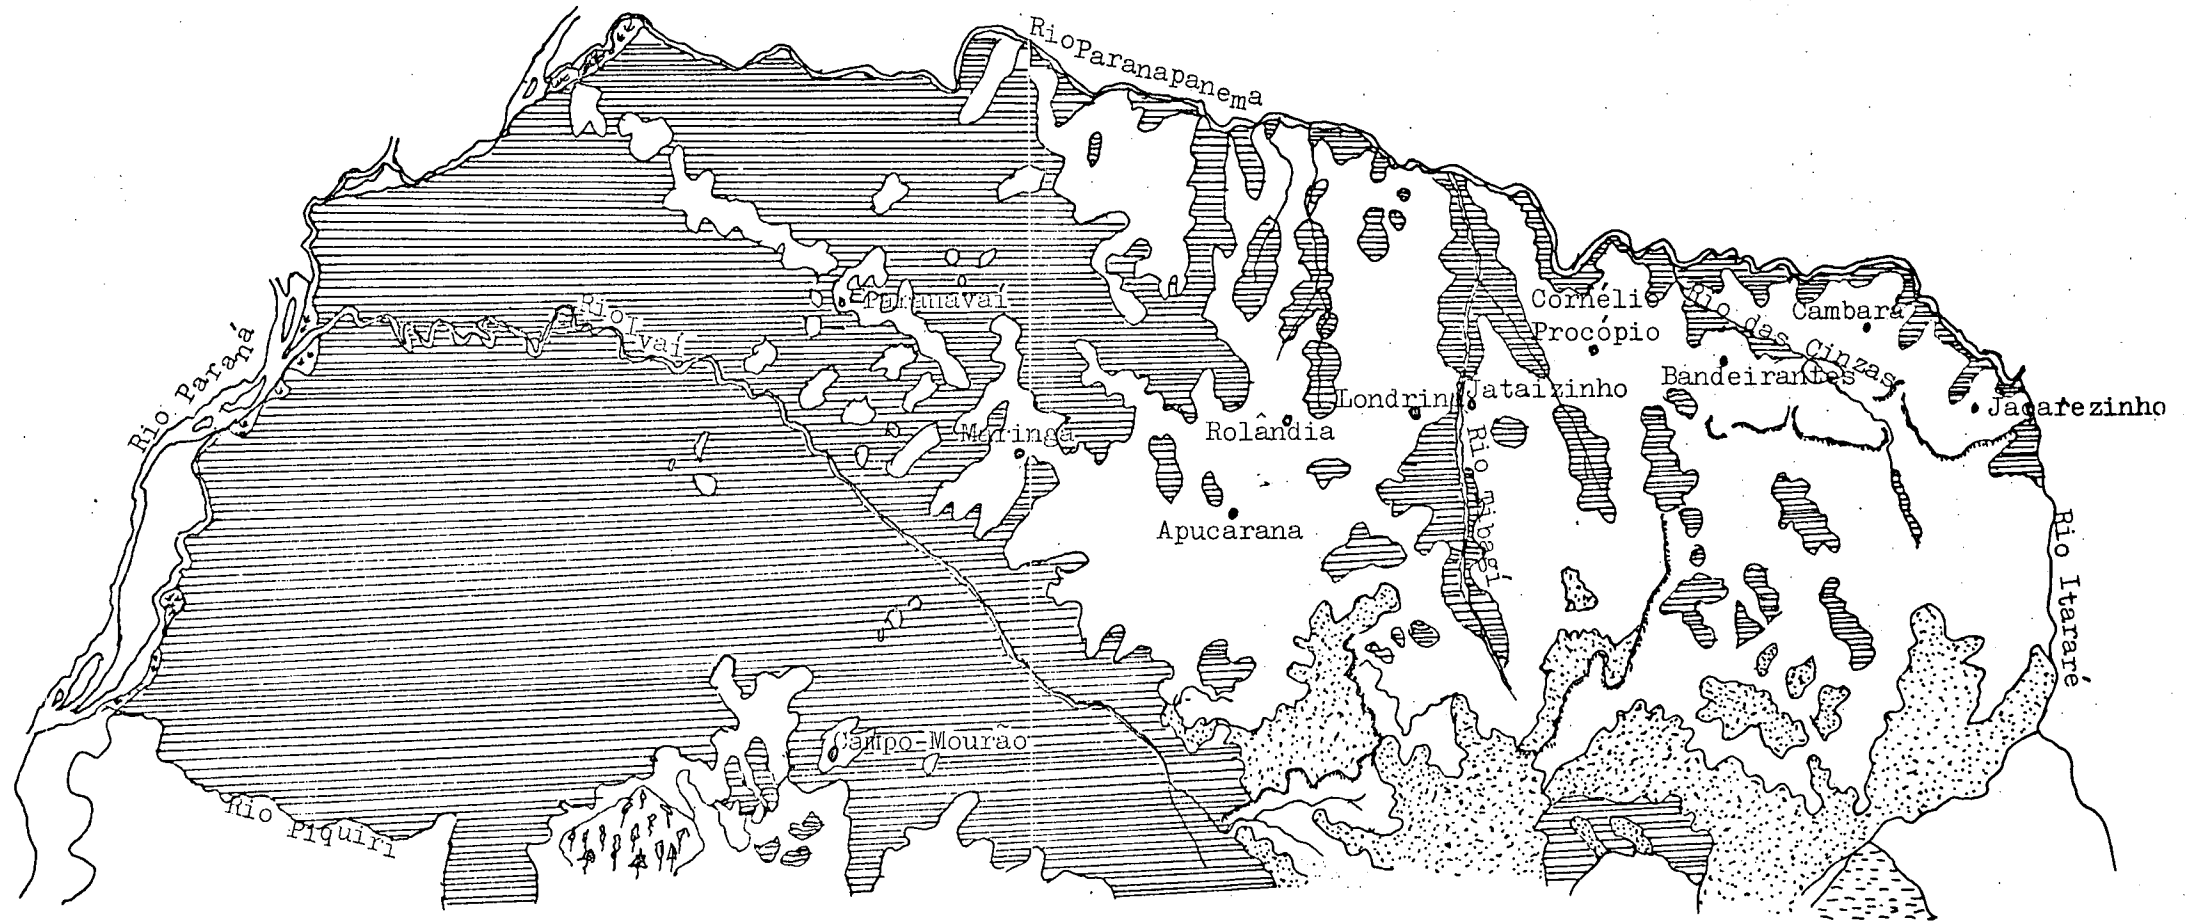 Rio Paranapanema
Paranavaí
Rio Ivaí
Rio Paraná
Cornélio
Procópio
Rio das Cinzas
Cambará
Bandeirantes
Londrina
Jataizinho
Jacarezinho
Maringá
Rolândia
Rio Tibagí
Apucarana
Rio Itararé
Campo-Mourão
Rio Piquiri